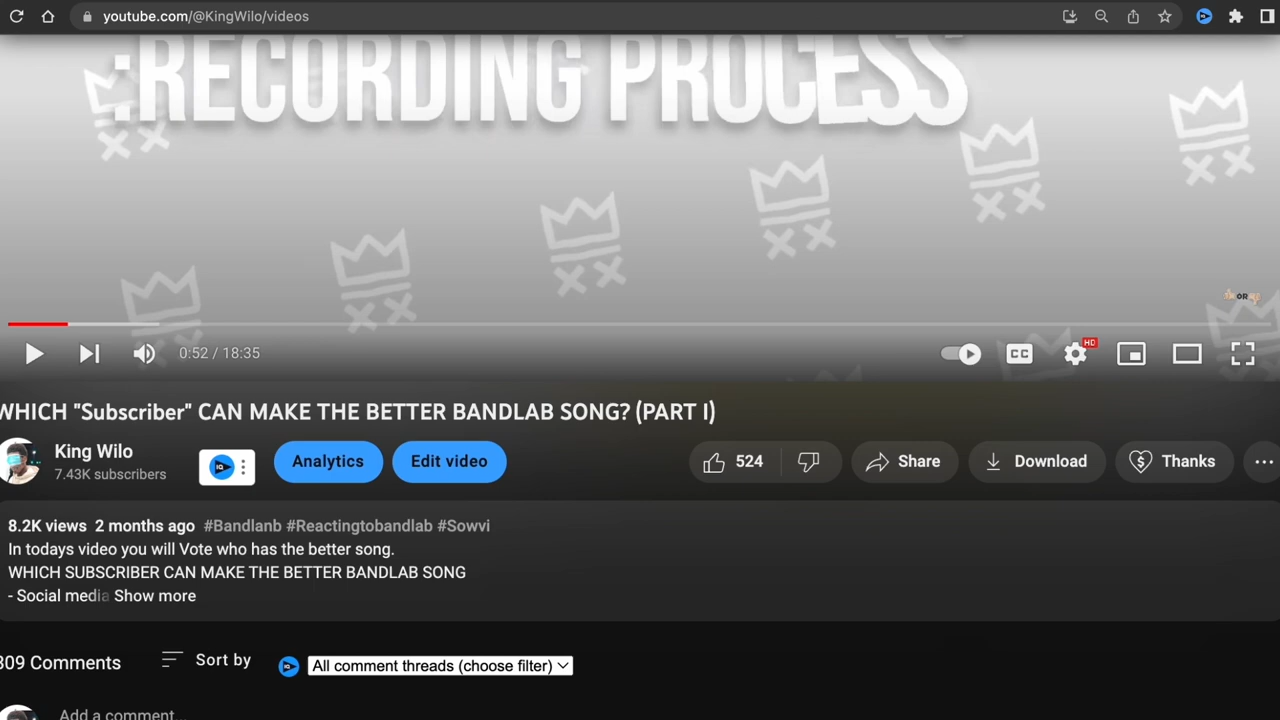 youtube.com/@KingWilo/videos
:RECORDING PROCESS
0:52 / 18:35
CC
HD
WHICH "Subscriber" CAN MAKE THE BETTER BANDLAB SONG? (PART I)
King Wilo
7.43K subscribers
IQ
Analytics
Edit video
524
Share
Download
Thanks
8.2K views 2 months ago #Bandlanb #Reactingtobandlab #Sowvi
In todays video you will Vote who has the better song.
WHICH SUBSCRIBER CAN MAKE THE BETTER BANDLAB SONG
- Social media Show more
309 Comments
Sort by
IQ
All comment threads (choose filter)
Add a comment...